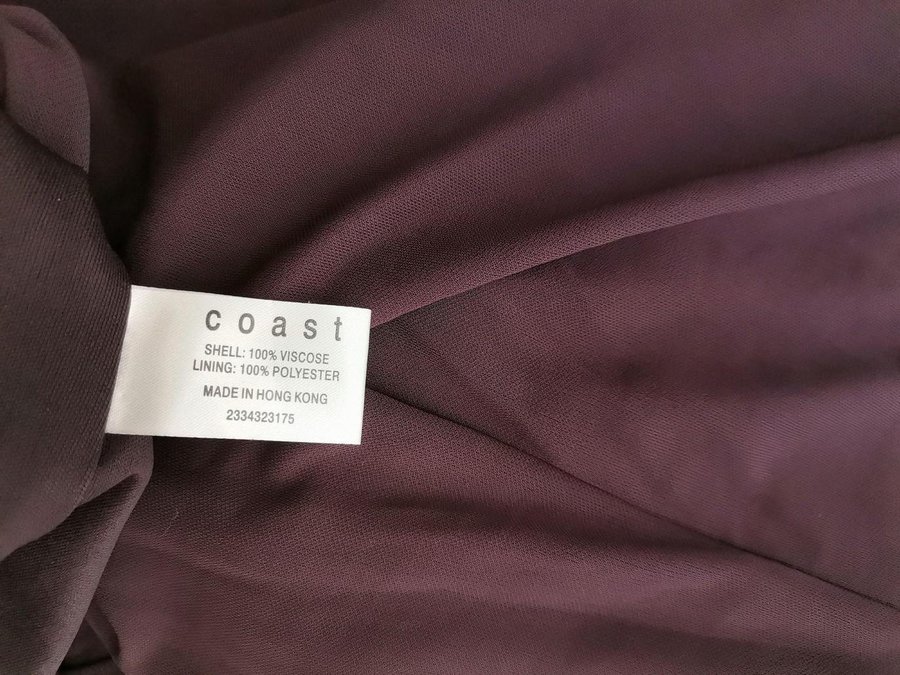 coast
SHELL: 100% VISCOSE
LINING: 100% POLYESTER
MADE IN HONG KONG
2334323175